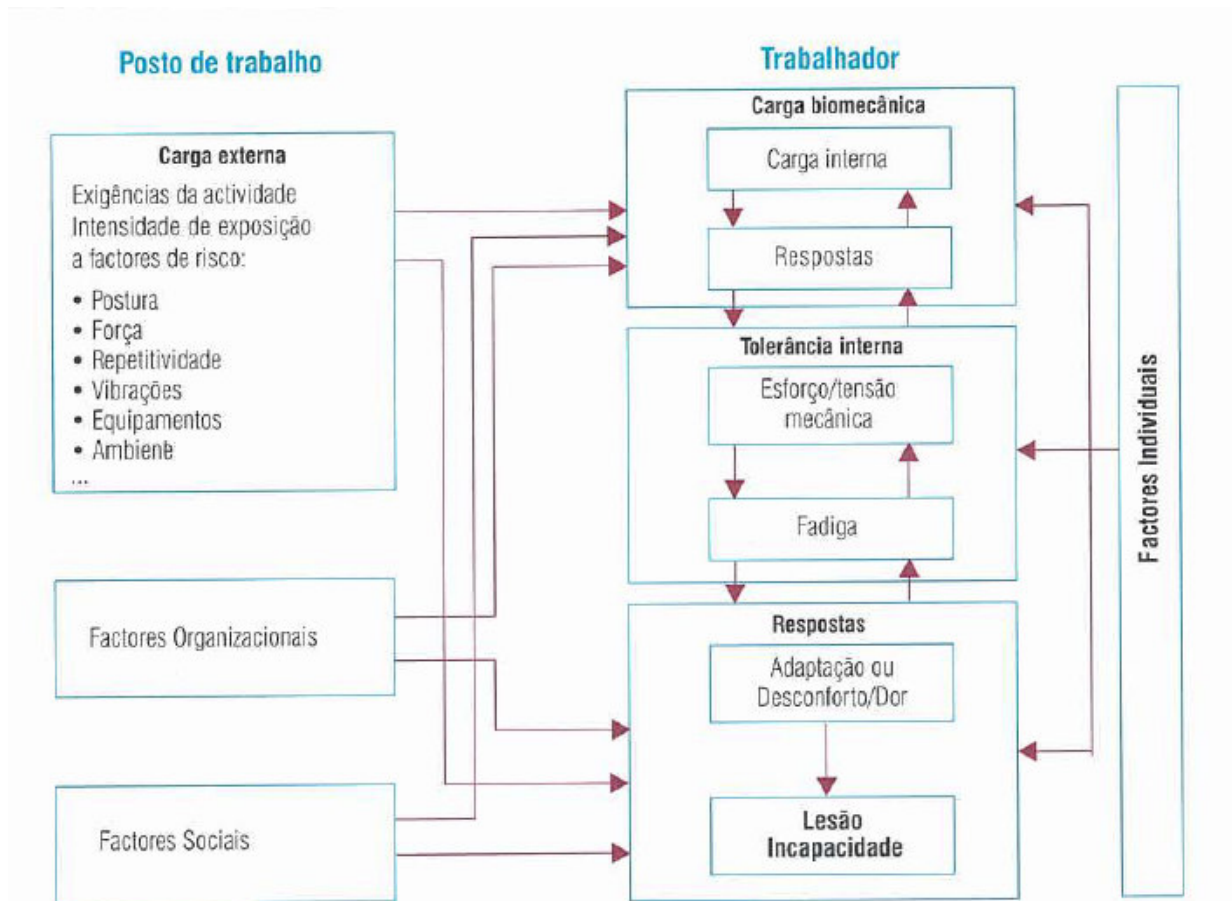 Posto de trabalho
Carga externa
Exigências da actividade
Intensidade de exposição
a factores de risco:
• Postura
• Força
• Repetitividade
• Vibrações
• Equipamentos
• Ambiente
...
Factores Organizacionais
Factores Sociais
Trabalhador
Carga biomecânica
Carga interna
Respostas
Tolerância interna
Esforço/tensão
mecânica
Fadiga
Respostas
Adaptação ou
Desconforto/Dor
Lesão
Incapacidade
Factores Individuais